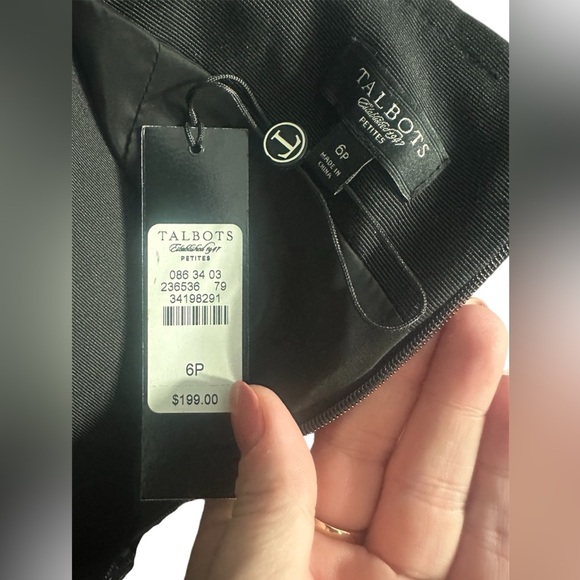 TALBOTS
Established 1947
PETITES
6P
MADE IN
CHINA
T
TALBOTS
Established 1947
PETITES
086 34 03
236536 79
34198291
6P
$199.00